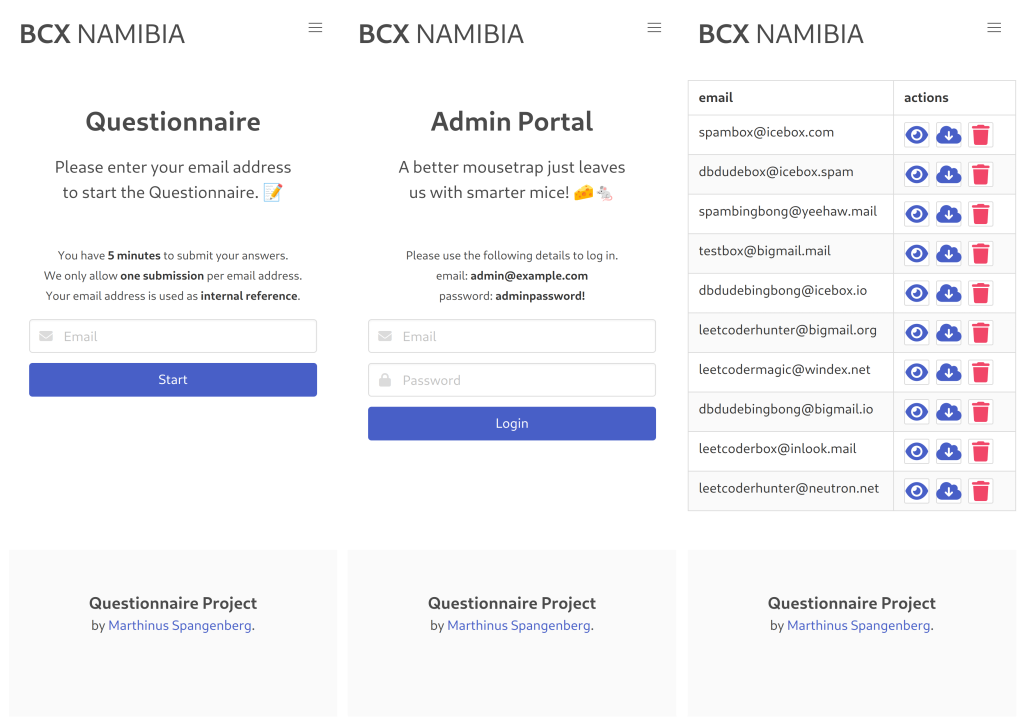 BCX NAMIBIA
Questionnaire
Please enter your email address
to start the Questionnaire. 📝
You have 5 minutes to submit your answers.
We only allow one submission per email address.
Your email address is used as internal reference.
Email
Start
Questionnaire Project
by Marthinus Spangenberg.
BCX NAMIBIA
Admin Portal
A better mousetrap just leaves
us with smarter mice! 🧀🐁
Please use the following details to log in.
email: admin@example.com
password: adminpassword!
Email
Password
Login
Questionnaire Project
by Marthinus Spangenberg.
BCX NAMIBIA
email actions
spambox@icebox.com
dbdudebox@icebox.spam
spambingbong@yeehaw.mail
testbox@bigmail.mail
dbdudebingbong@icebox.io
leetcoderhunter@bigmail.org
leetcodermagic@windex.net
dbdudebingbong@bigmail.io
leetcoderbox@inlook.mail
leetcoderhunter@neutron.net
Questionnaire Project
by Marthinus Spangenberg.